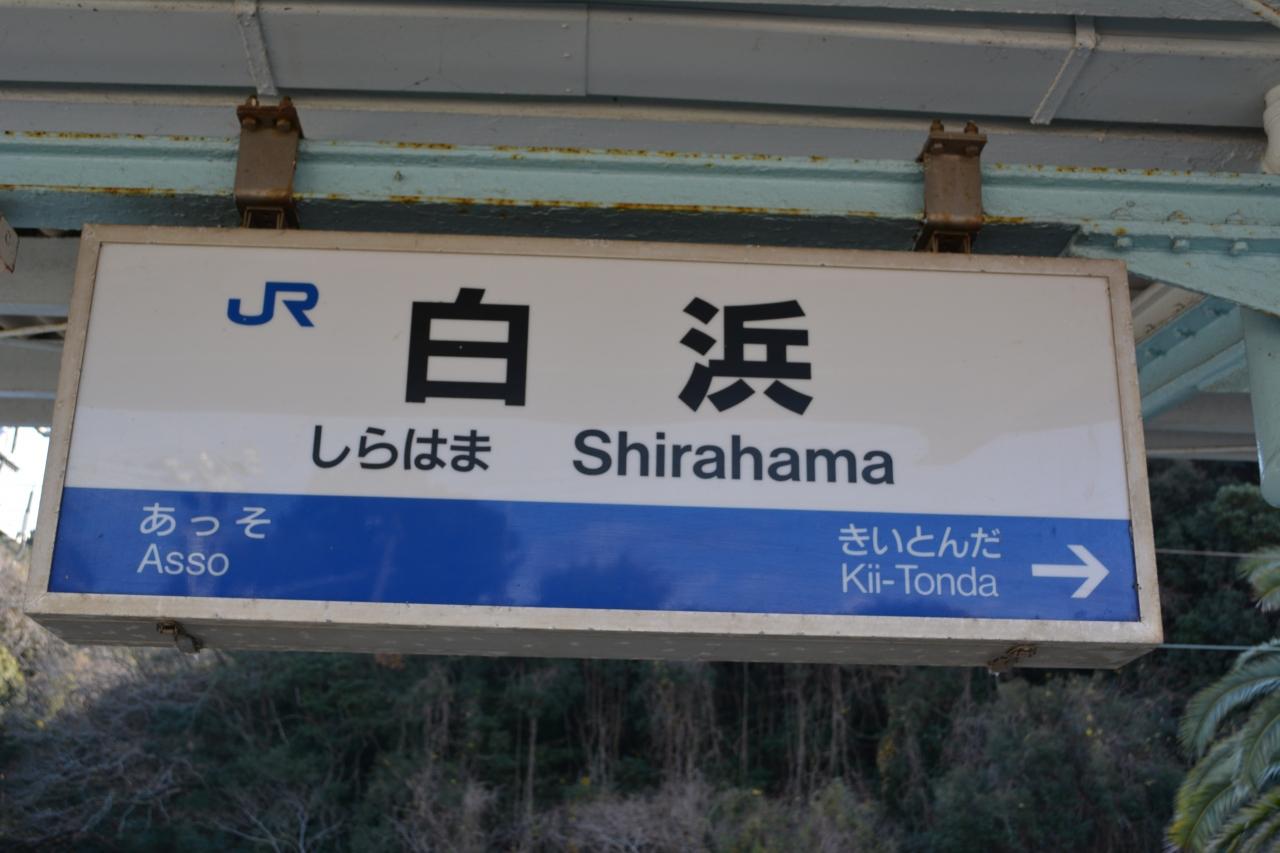 JR 白浜
しらはま Shirahama
あっそ
Asso
きいとんだ
Kii-Tonda →